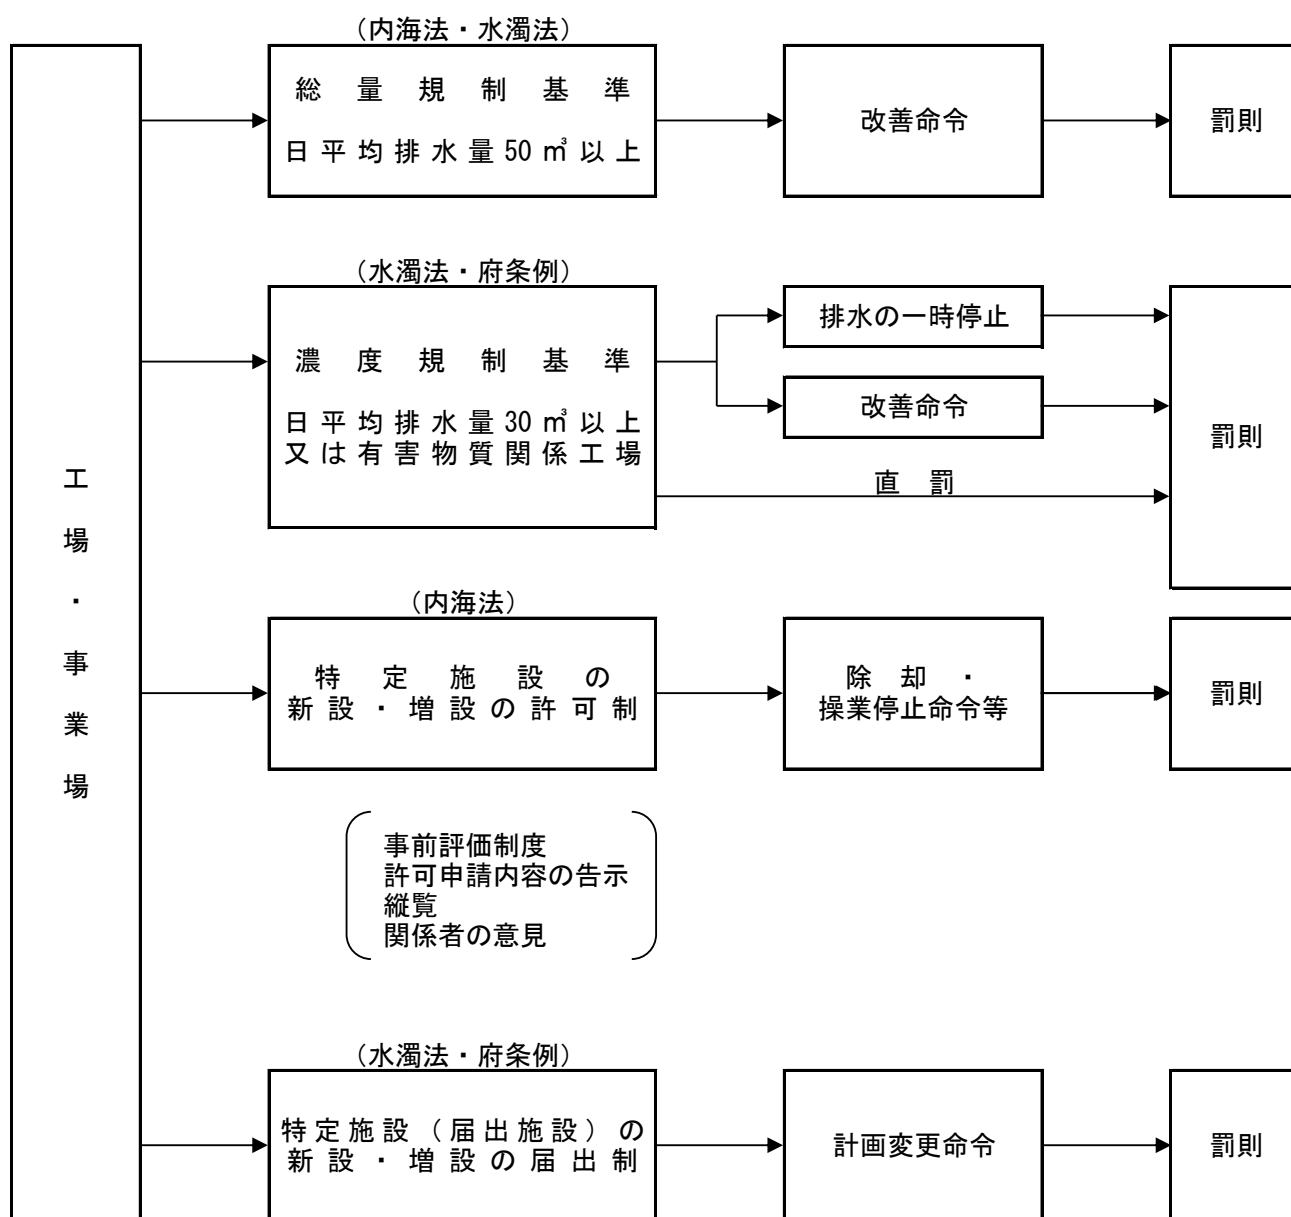 工場・事業場
（内海法・水濁法）
総量規制基準
日平均排水量50㎥以上
改善命令
罰則
（水濁法・府条例）
濃度規制基準
日平均排水量30㎥以上
又は有害物質関係工場
排水の一時停止
改善命令
直罰
罰則
（内海法）
特定施設の
新設・増設の許可制
除却・
操業停止命令等
罰則
事前評価制度
許可申請内容の告示
縦覧
関係者の意見
（水濁法・府条例）
特定施設（届出施設）の
新設・増設の届出制
計画変更命令
罰則